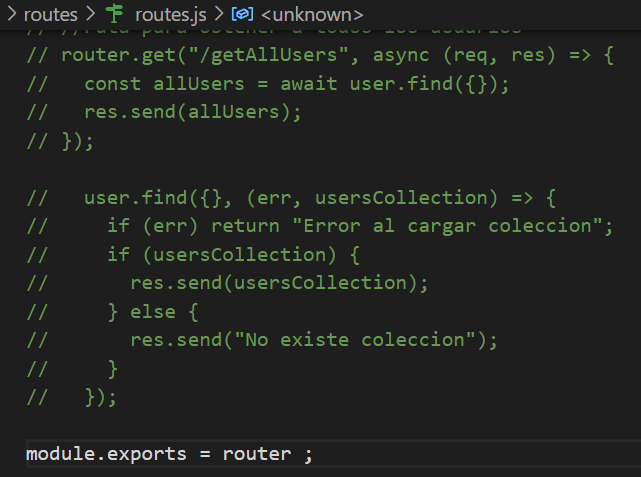 > routes > routes.js > <unknown>
// //Ruta para obtener a todos los usuarios
// router.get("/getAllUsers", async (req, res) => {
//   const allUsers = await user.find({});
//   res.send(allUsers);
// });
//   user.find({}, (err, usersCollection) => {
//     if (err) return "Error al cargar coleccion";
//     if (usersCollection) {
//       res.send(usersCollection);
//     } else {
//       res.send("No existe coleccion");
//     }
//   });
module.exports = router ;